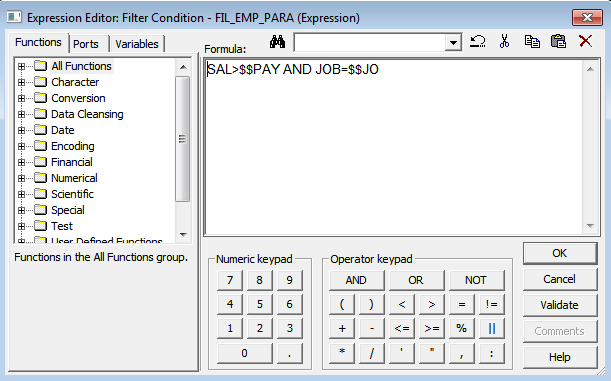 Expression Editor: Filter Condition - FIL_EMP_PARA (Expression)
Functions Ports Variables
Formula:
All Functions
Character
Conversion
Data Cleansing
Date
Encoding
Financial
Numerical
Scientific
Special
Test
User Defined Functions
SAL>$$PAY AND JOB=$$JO
Functions in the All Functions group.
Numeric keypad
7 8 9
4 5 6
1 2 3
0 .
Operator keypad
AND OR NOT
( ) < > = !=
+ - <= >= % ||
* / ' " , :
OK
Cancel
Validate
Comments
Help